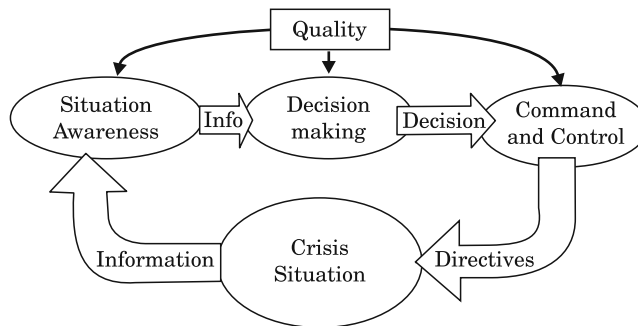 Quality
Situation
Awareness
Info
Decision
making
Decision
Command
and Control
Information
Crisis
Situation
Directives